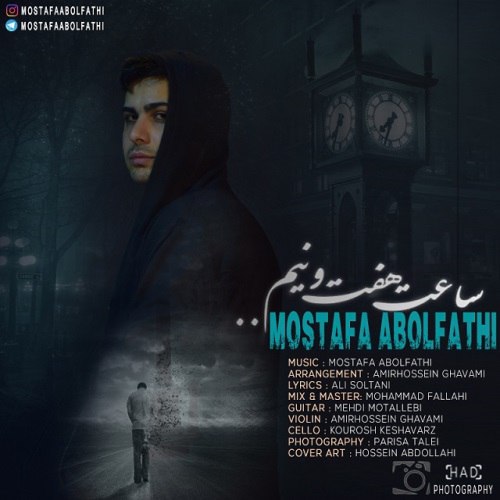 MOSTAFAABOLFATHI
MOSTAFAABOLFATHI
ساعت هفت و نیم ..
MOSTAFA ABOLFATHI
MUSIC : MOSTAFA ABOLFATHI
ARRANGEMENT : AMIRHOSSEIN GHAVAMI
LYRICS : ALI SOLTANI
MIX & MASTER: MOHAMMAD FALLAHI
GUITAR : MEHDI MOTALLEBI
VIOLIN : AMIRHOSSEIN GHAVAMI
CELLO : KOUROSH KESHAVARZ
PHOTOGRAPHY : PARISA TALEI
COVER ART : HOSSEIN ABDOLLAHI
[HAD]
PHOTOGRAPHY